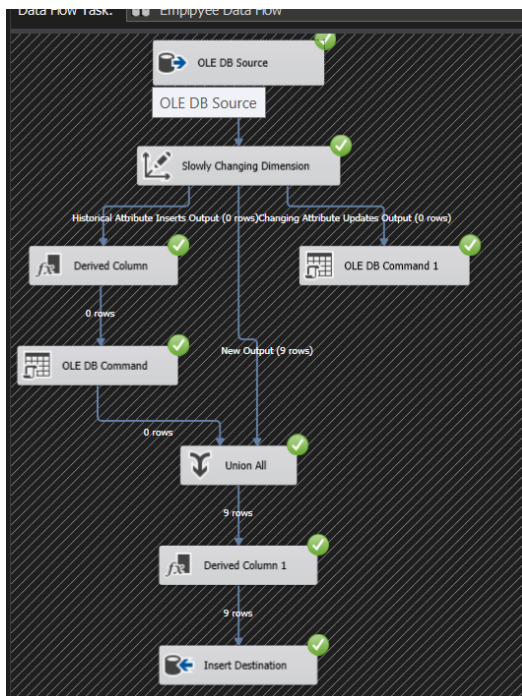 Data Flow Task: Emplpyee Data Flow
OLE DB Source
OLE DB Source
Slowly Changing Dimension
Historical Attribute Inserts Output (0 rows)
Changing Attribute Updates Output (0 rows)
Derived Column
OLE DB Command 1
0 rows
New Output (9 rows)
OLE DB Command
0 rows
Union All
9 rows
Derived Column 1
9 rows
Insert Destination